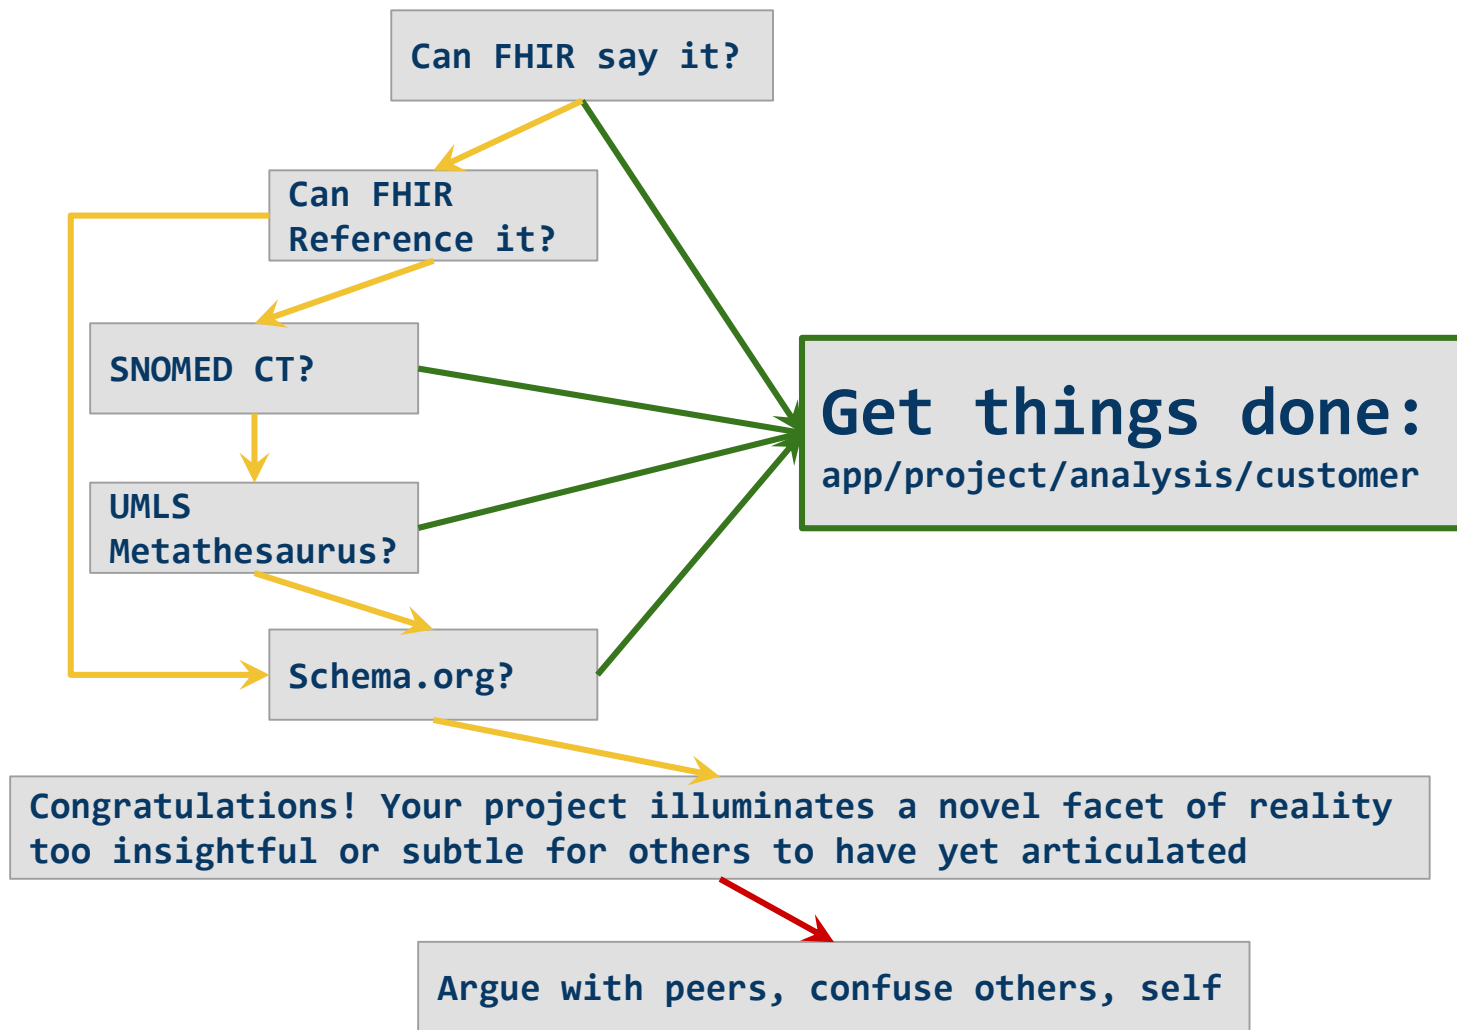 Can FHIR say it?
Can FHIR
Reference it?
SNOMED CT?
Get things done:
app/project/analysis/customer
UMLS
Metathesaurus?
Schema.org?
Congratulations! Your project illuminates a novel facet of reality
too insightful or subtle for others to have yet articulated
Argue with peers, confuse others, self